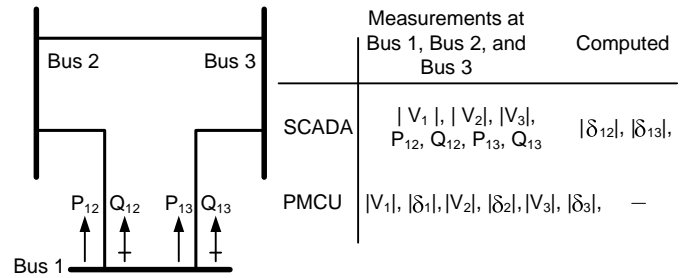 Bus 2
Bus 3
P₁₂ Q₁₂ P₁₃ Q₁₃
Bus 1
Measurements at
Bus 1, Bus 2, and
Bus 3
Computed
SCADA
| V₁ |, | V₂|, |V₃|,
P₁₂, Q₁₂, P₁₃, Q₁₃
|δ₁₂|, |δ₁₃|,
PMCU
|V₁|, |δ₁|, |V₂|, |δ₂|, |V₃|, |δ₃|, –